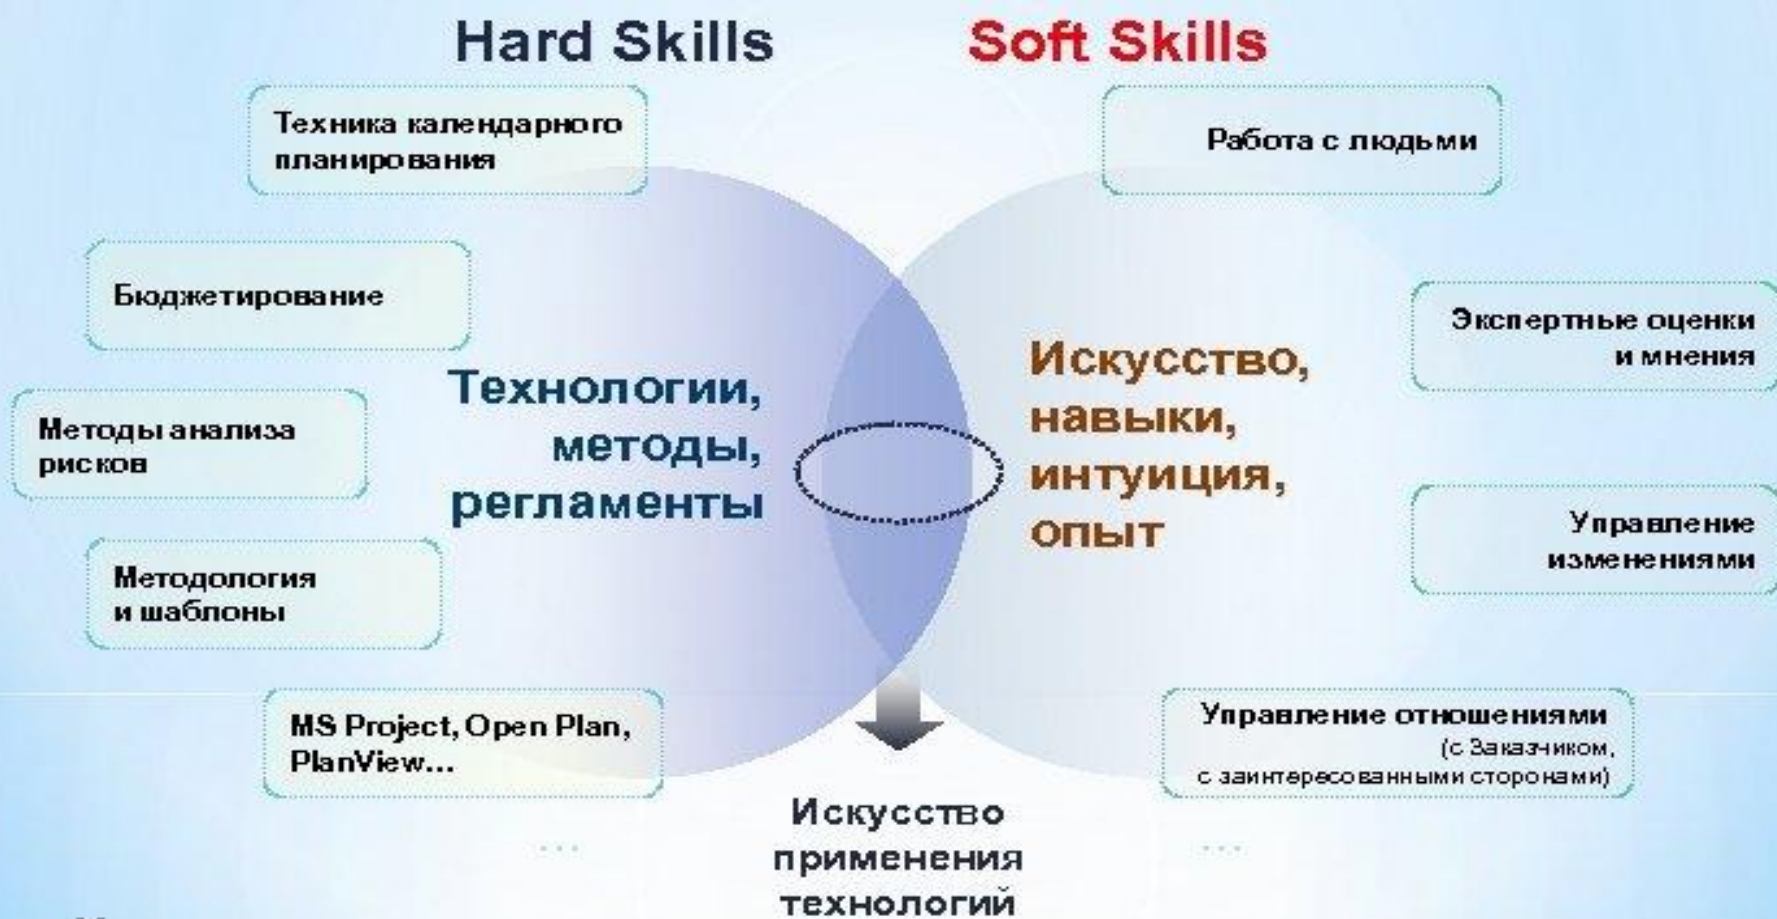 Hard Skills
Soft Skills
Техника календарного
планирования
Бюджетирование
Методы анализа
рисков
Методология
и шаблоны
MS Project, Open Plan,
PlanView...
...
Технологии,
методы,
регламенты
Искусство,
навыки,
интуиция,
опыт
Работа с людьми
Экспертные оценки
и мнения
Управление
изменениями
Управление отношениями
(с Заказчиком,
с заинтересованными сторонами)
...
Искусство
применения
технологий